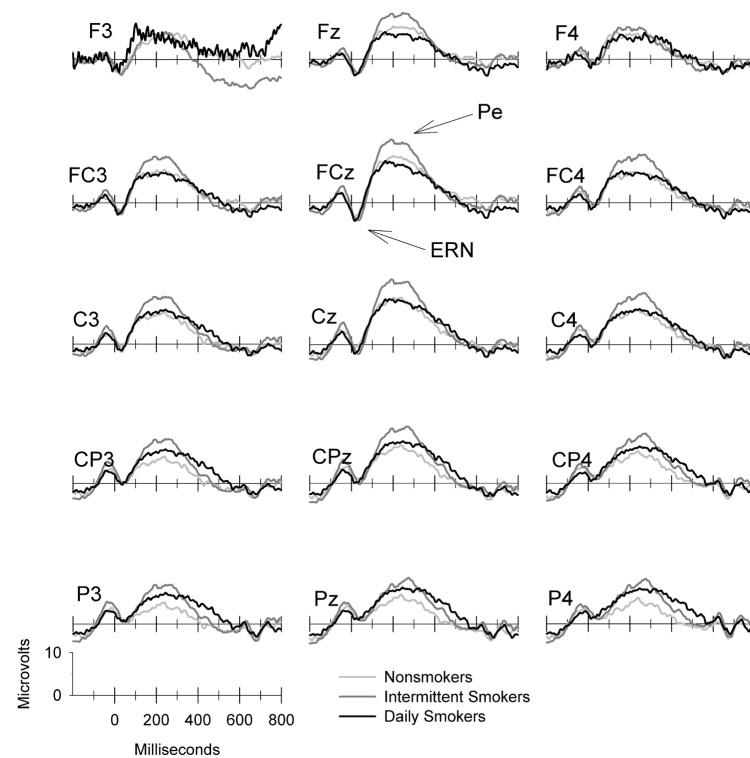 F3 Fz F4
Pe
FC3 FCz FC4
ERN
C3 Cz C4
CP3 CPz CP4
P3 Pz P4
Microvolts
10
0
0 200 400 600 800
Milliseconds
Nonsmokers
Intermittent Smokers
Daily Smokers